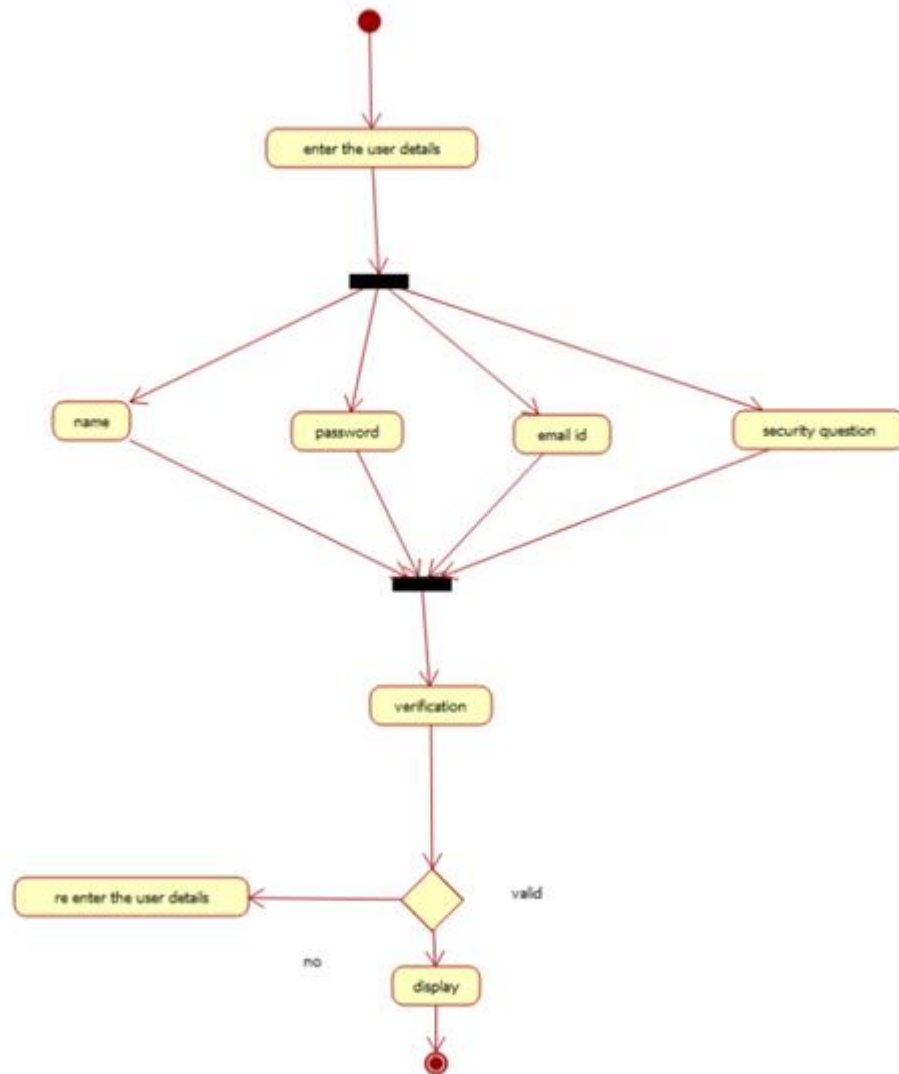 enter the user details
name
password
email id
security question
verification
re enter the user details
valid
no
display